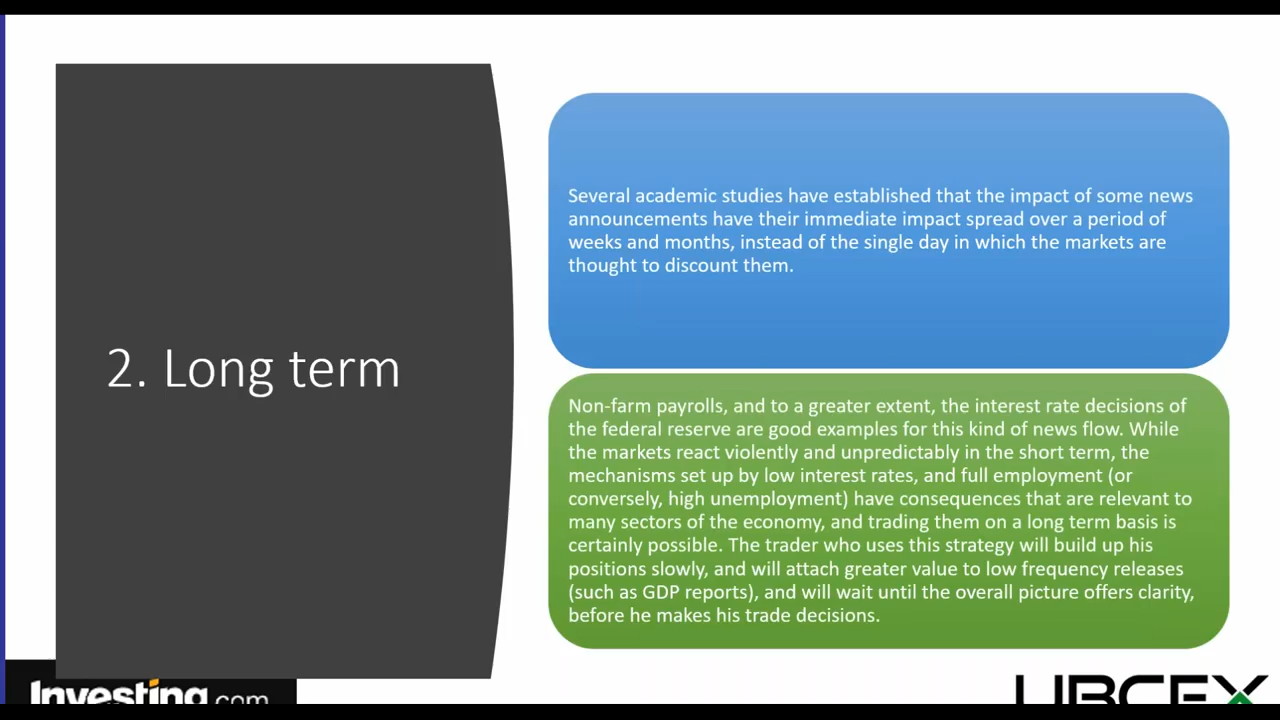 2. Long term
Several academic studies have established that the impact of some news
announcements have their immediate impact spread over a period of
weeks and months, instead of the single day in which the markets are
thought to discount them.
Non-farm payrolls, and to a greater extent, the interest rate decisions of
the federal reserve are good examples for this kind of news flow. While
the markets react violently and unpredictably in the short term, the
mechanisms set up by low interest rates, and full employment (or
conversely, high unemployment) have consequences that are relevant to
many sectors of the economy, and trading them on a long term basis is
certainly possible. The trader who uses this strategy will build up his
positions slowly, and will attach greater value to low frequency releases
(such as GDP reports), and will wait until the overall picture offers clarity,
before he makes his trade decisions.
Investing.com